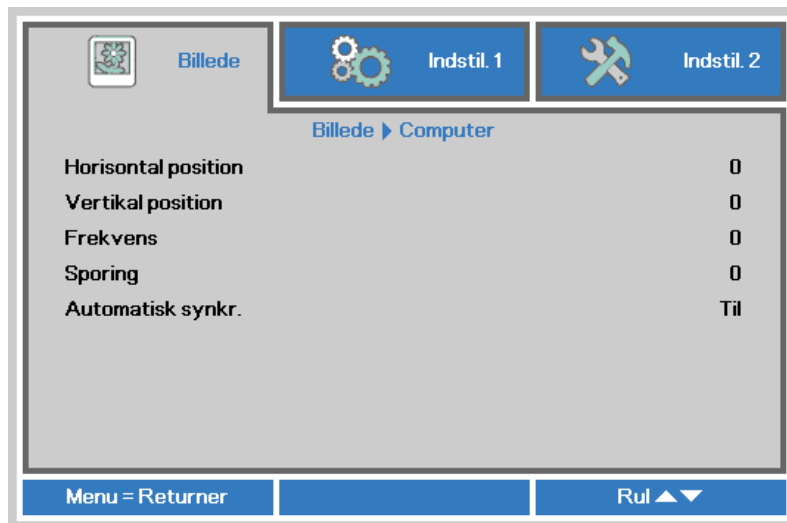 Billede
Indstil. 1
Indstil. 2
Billede ▶ Computer
Horisontal position 0
Vertikal position 0
Frekvens 0
Sporing 0
Automatisk synkr. Til
Menu = Returner
Rul ▲▼